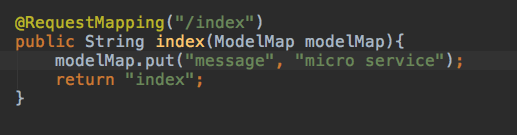 @RequestMapping("/index")
public String index(ModelMap modelMap){
    modelMap.put("message", "micro service");
    return "index";
}